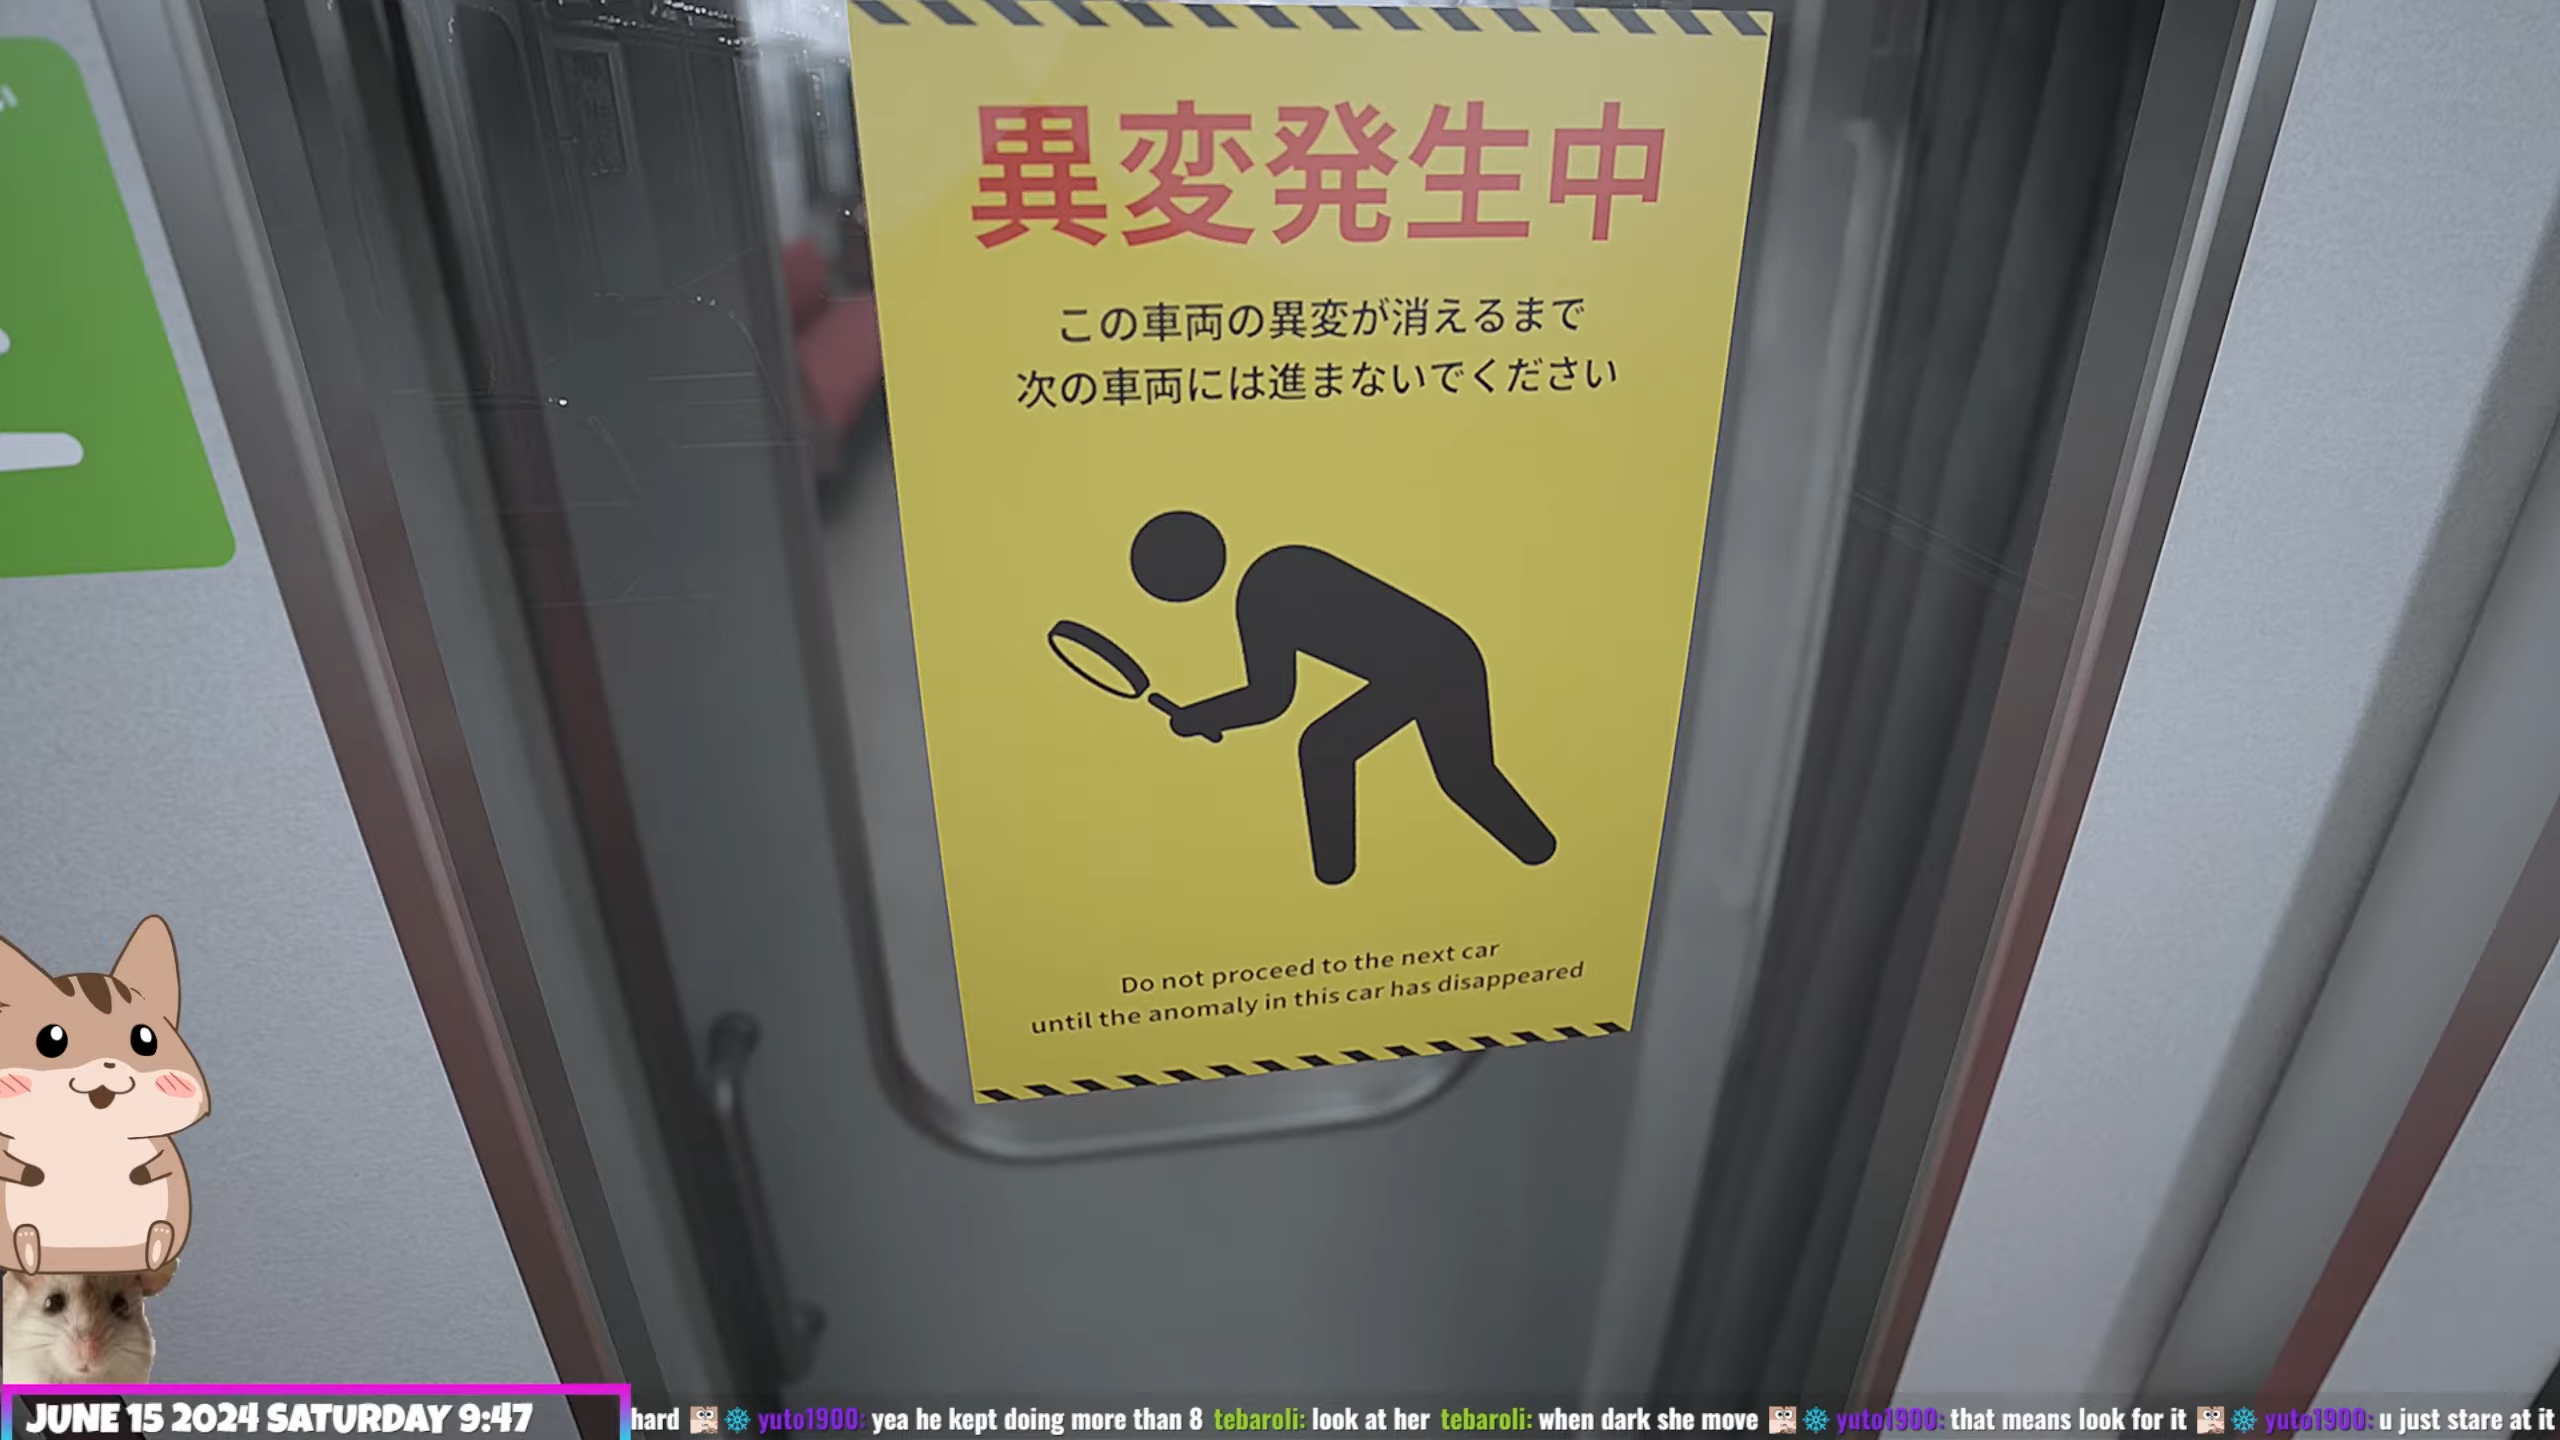 異変発生中
この車両の異変が消えるまで
次の車両には進まないでください
Do not proceed to the next car
until the anomaly in this car has disappeared
JUNE 15 2024 SATURDAY 9:47
hard yuto1900: yea he kept doing more than 8 tebaroli: look at her tebaroli: when dark she move yuto1900: that means look for it yuto1900: u just stare at it